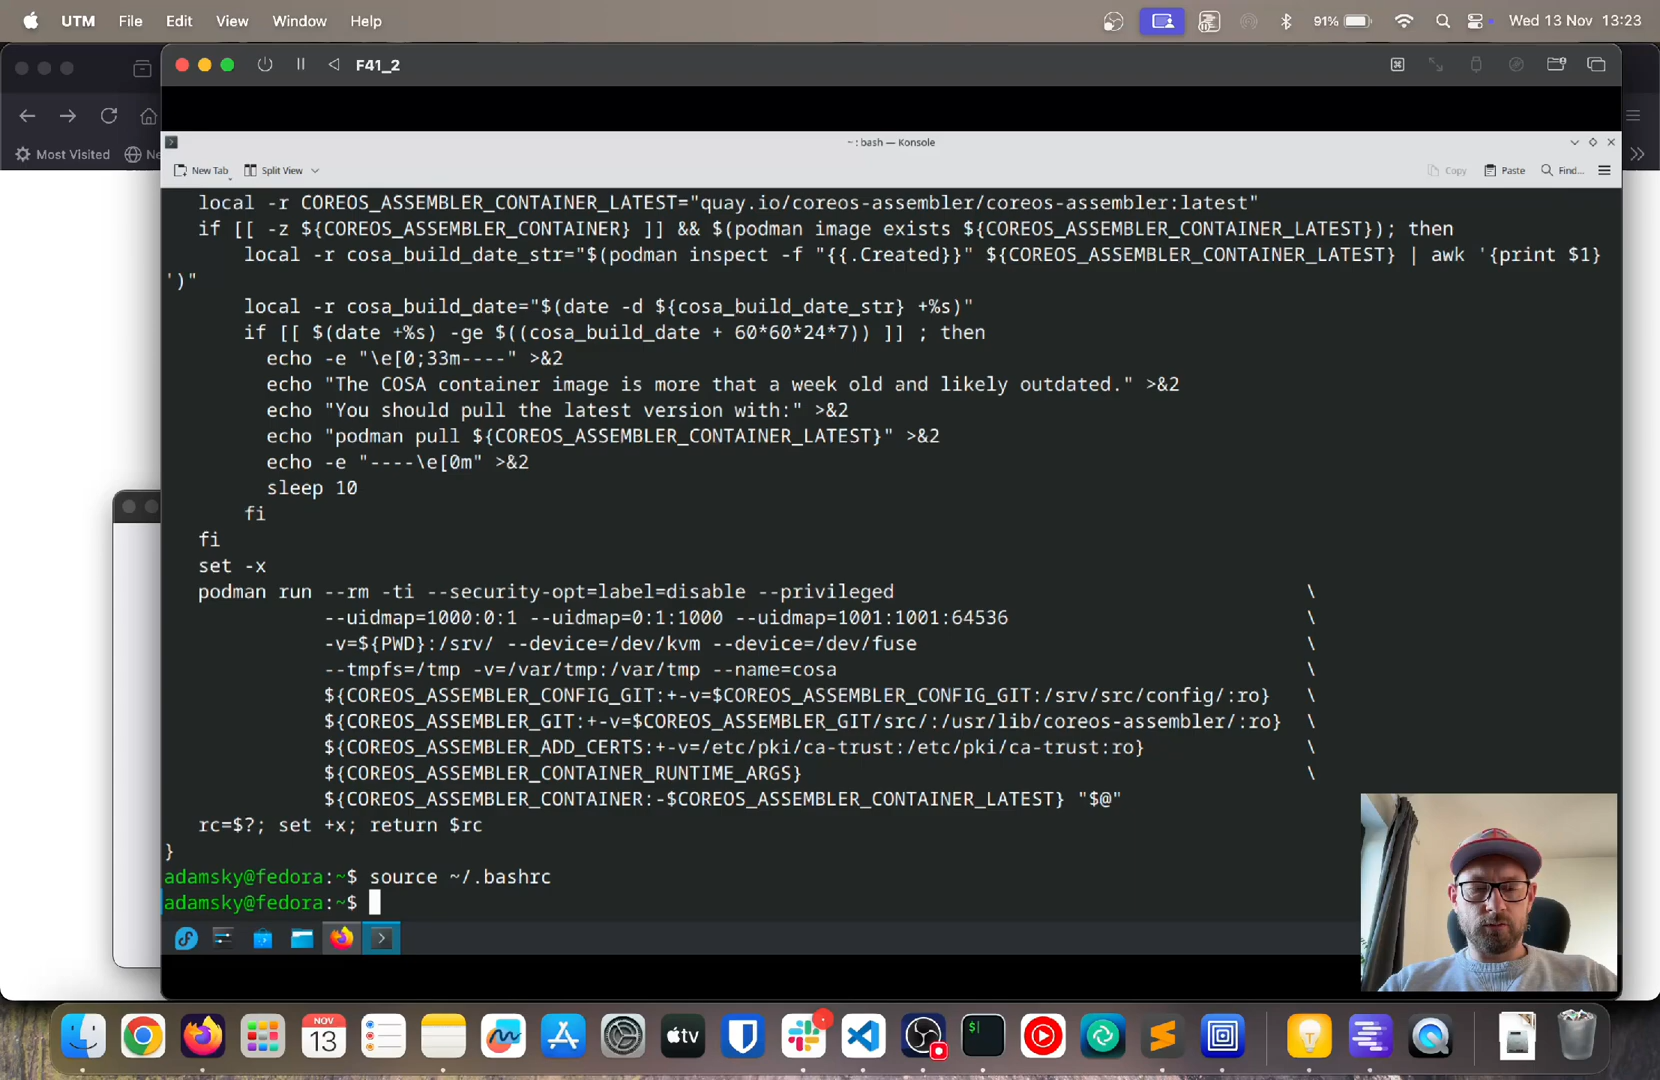 UTM File Edit View Window Help
91% Wed 13 Nov 13:23
F41_2
Most Visited
Ne
~ : bash — Konsole
New Tab Split View Copy Paste Find...
local -r COREOS_ASSEMBLER_CONTAINER_LATEST="quay.io/coreos-assembler/coreos-assembler:latest"
if [[ -z ${COREOS_ASSEMBLER_CONTAINER} ]] && $(podman image exists ${COREOS_ASSEMBLER_CONTAINER_LATEST}); then
local -r cosa_build_date_str="$(podman inspect -f "{{.Created}}" ${COREOS_ASSEMBLER_CONTAINER_LATEST} | awk '{print $1}
')"
local -r cosa_build_date="$(date -d ${cosa_build_date_str} +%s)"
if [[ $(date +%s) -ge $((cosa_build_date + 60*60*24*7)) ]] ; then
echo -e "\e[0;33m----" >&2
echo "The COSA container image is more that a week old and likely outdated." >&2
echo "You should pull the latest version with:" >&2
echo "podman pull ${COREOS_ASSEMBLER_CONTAINER_LATEST}" >&2
echo -e "----\e[0m" >&2
sleep 10
fi
fi
set -x
podman run --rm -ti --security-opt=label=disable --privileged \
--uidmap=1000:0:1 --uidmap=0:1:1000 --uidmap=1001:1001:64536 \
-v=${PWD}:/srv/ --device=/dev/kvm --device=/dev/fuse \
--tmpfs=/tmp -v=/var/tmp:/var/tmp --name=cosa \
${COREOS_ASSEMBLER_CONFIG_GIT:+-v=$COREOS_ASSEMBLER_CONFIG_GIT:/srv/src/config/:ro} \
${COREOS_ASSEMBLER_GIT:+-v=$COREOS_ASSEMBLER_GIT/src/:/usr/lib/coreos-assembler/:ro} \
${COREOS_ASSEMBLER_ADD_CERTS:+-v=/etc/pki/ca-trust:/etc/pki/ca-trust:ro} \
${COREOS_ASSEMBLER_CONTAINER_RUNTIME_ARGS} \
${COREOS_ASSEMBLER_CONTAINER:-$COREOS_ASSEMBLER_CONTAINER_LATEST} "$@"
rc=$?; set +x; return $rc
}
adamsky@fedora:~$ source ~/.bashrc
adamsky@fedora:~$
NOV
13
tv
$